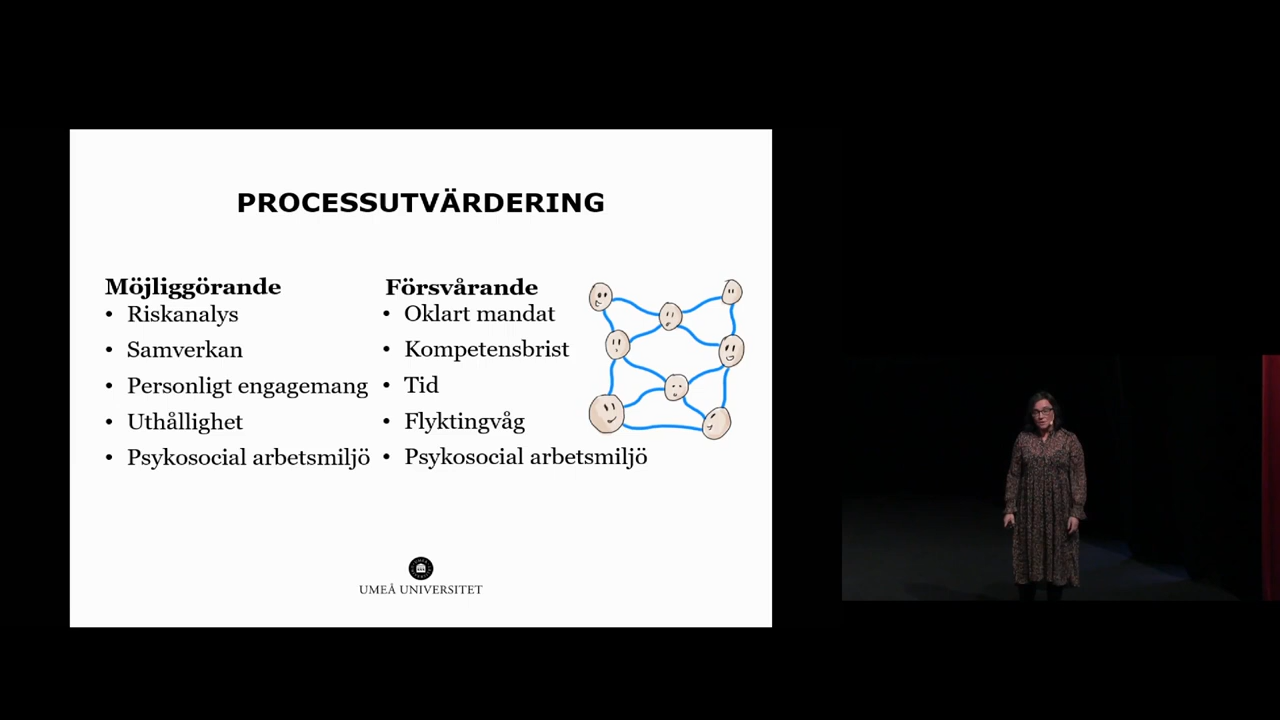 PROCESSUTVÄRDERING
Möjliggörande
• Riskanalys
• Samverkan
• Personligt engagemang
• Uthållighet
• Psykosocial arbetsmiljö
Försvårande
• Oklart mandat
• Kompetensbrist
• Tid
• Flyktingvåg
• Psykosocial arbetsmiljö
UMEÅ UNIVERSITET